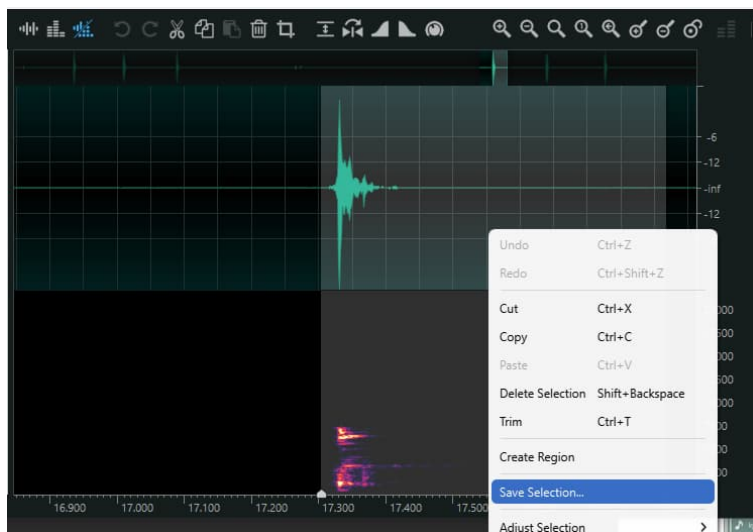 -6
-12
-inf
-12
Undo Ctrl+Z
Redo Ctrl+Shift+Z
Cut Ctrl+X
Copy Ctrl+C
Paste Ctrl+V
Delete Selection Shift+Backspace
Trim Ctrl+T
Create Region
Save Selection...
Adjust Selection
16.900 17.000 17.100 17.200 17.300 17.400 17.500